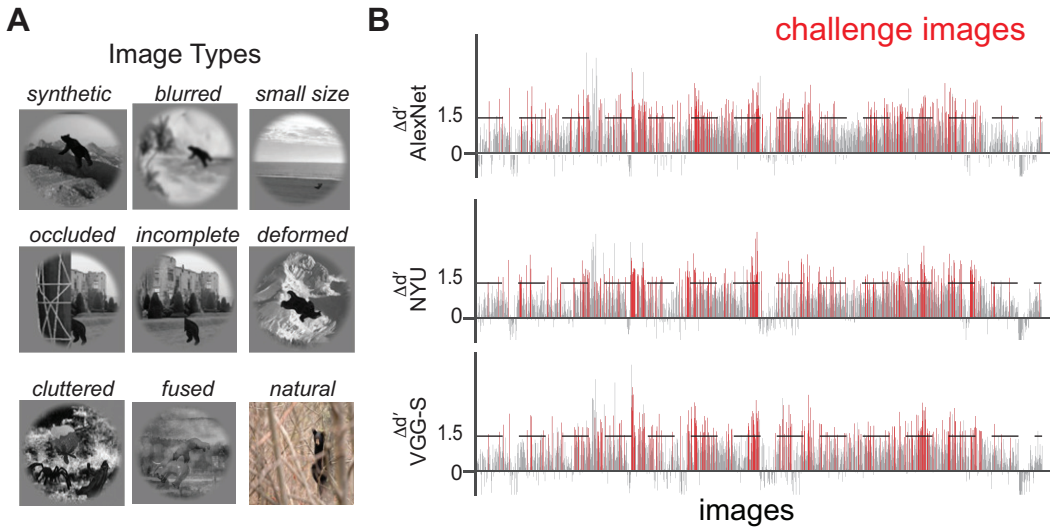 A
Image Types
synthetic
blurred
small size
occluded
incomplete
deformed
cluttered
fused
natural
B
challenge images
Δd′
AlexNet
1.5
0
Δd′
NYU
1.5
0
Δd′
VGG-S
1.5
0
images